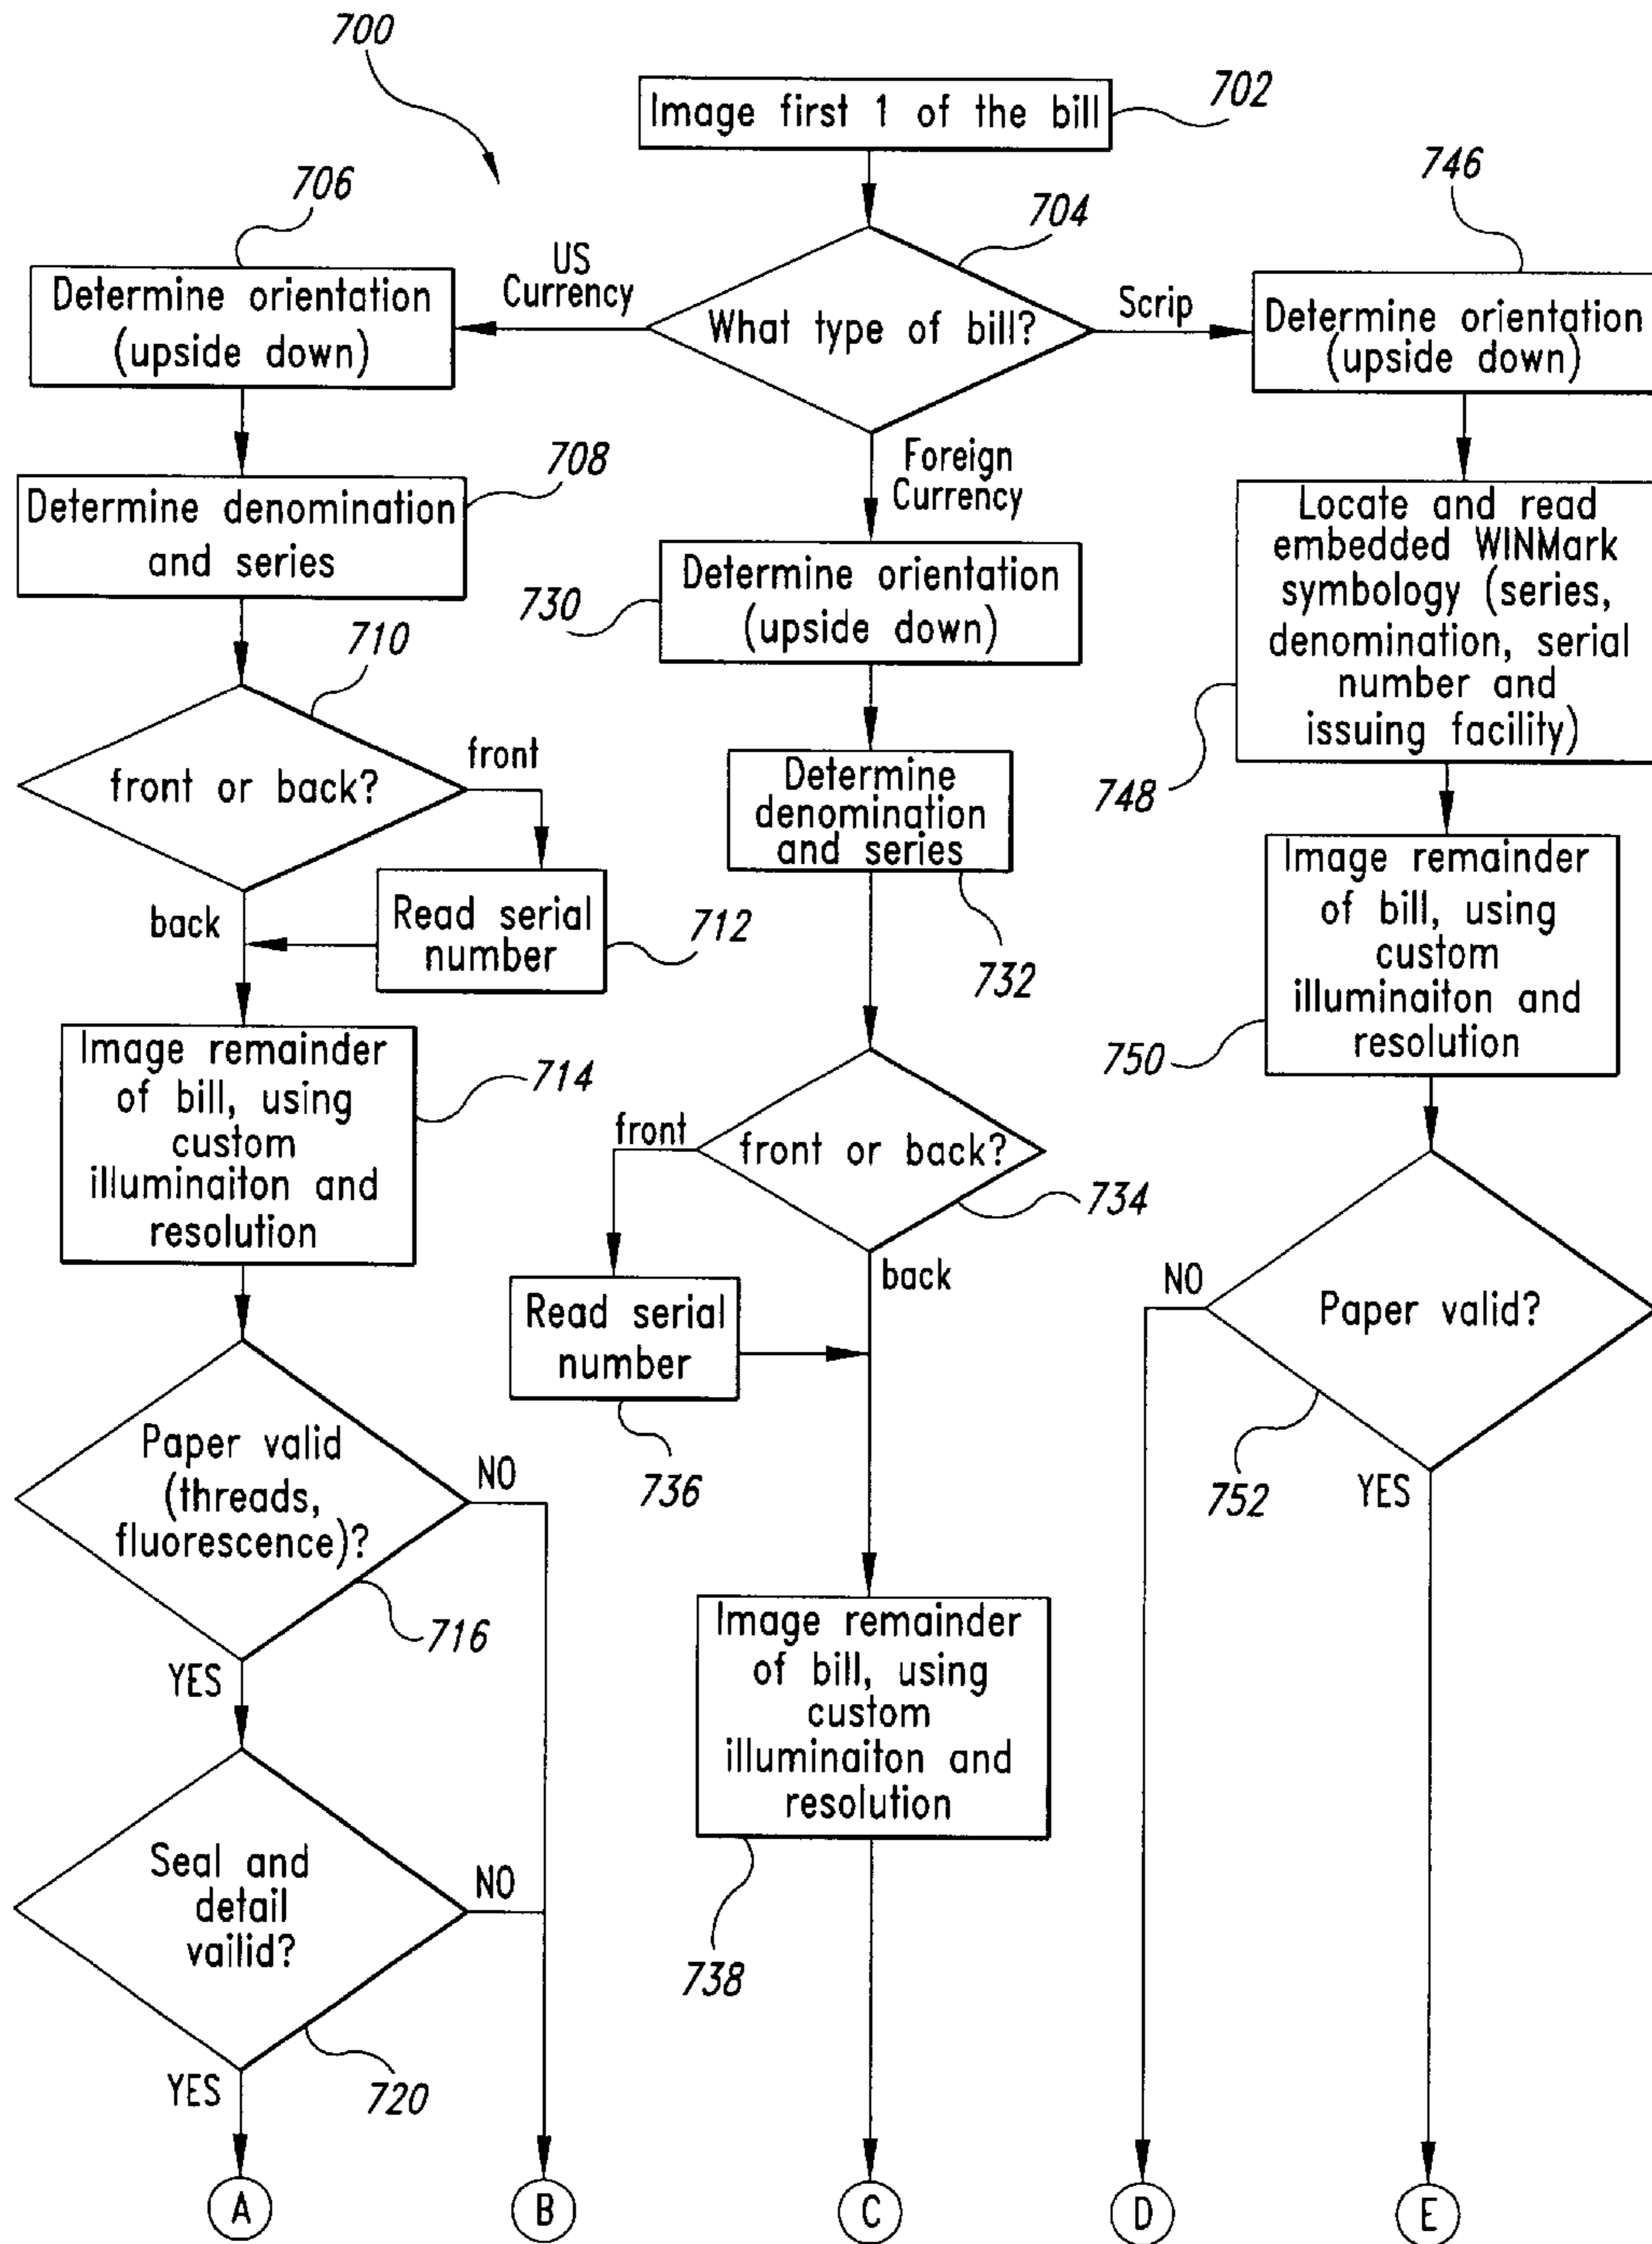 700
Image first 1 of the bill
702
704
What type of bill?
US
Currency
Scrip
Foreign
Currency
706
Determine orientation
(upside down)
708
Determine denomination
and series
710
front or back?
front
back
Read serial
number
712
Image remainder
of bill, using
custom
illuminaiton and
resolution
714
Paper valid
(threads,
fluorescence)?
716
NO
YES
Seal and
detail
vailid?
720
NO
YES
A
B
Determine orientation
(upside down)
730
Determine
denomination
and series
732
front or back?
734
front
back
Read serial
number
736
Image remainder
of bill, using
custom
illuminaiton and
resolution
738
C
746
Determine orientation
(upside down)
Locate and read
embedded WINMark
symbology (series,
denomination, serial
number and
issuing facility)
748
Image remainder
of bill, using
custom
illuminaiton and
resolution
750
Paper valid?
752
NO
YES
D
E